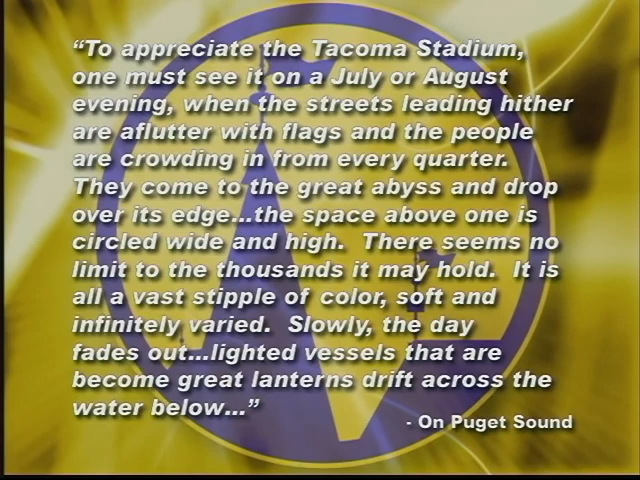 “To appreciate the Tacoma Stadium,
one must see it on a July or August
evening, when the streets leading hither
are aflutter with flags and the people
are crowding in from every quarter.
They come to the great abyss and drop
over its edge...the space above one is
circled wide and high.  There seems no
limit to the thousands it may hold.  It is
all a vast stipple of color, soft and
infinitely varied.  Slowly, the day
fades out...lighted vessels that are
become great lanterns drift across the
water below...”
- On Puget Sound